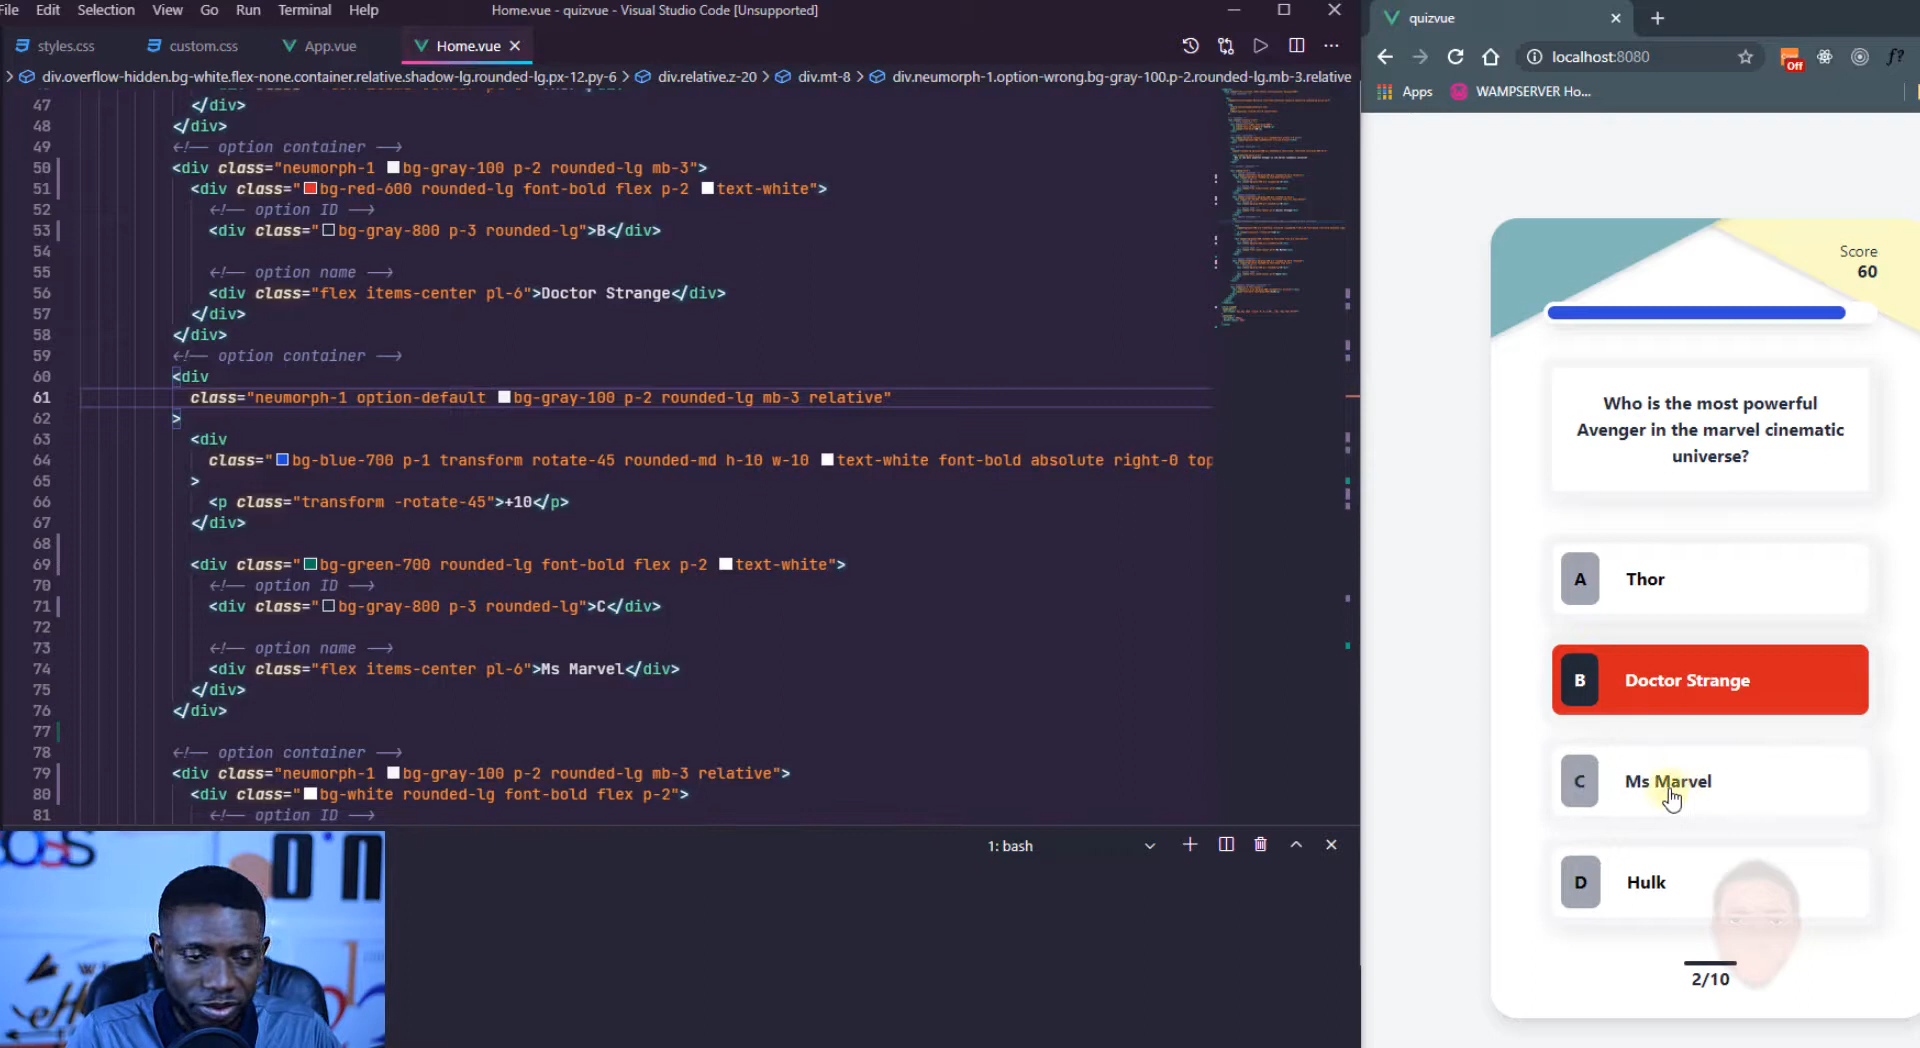 File Edit Selection View Go Run Terminal Help
Home.vue - quizvue - Visual Studio Code [Unsupported]
styles.css custom.css App.vue Home.vue
div.overflow-hidden.bg-white.flex-none.container.relative.shadow-lg.rounded-lg.px-12.py-6 > div.relative.z-20 > div.mt-8 > div.neumorph-1.option-wrong.bg-gray-100.p-2.rounded-lg.mb-3.relative
47 </div>
48 </div>
49 <!-- option container -->
50 <div class="neumorph-1 bg-gray-100 p-2 rounded-lg mb-3">
51 <div class="bg-red-600 rounded-lg font-bold flex p-2 text-white">
52 <!-- option ID -->
53 <div class="bg-gray-800 p-3 rounded-lg">B</div>
54
55 <!-- option name -->
56 <div class="flex items-center pl-6">Doctor Strange</div>
57 </div>
58 </div>
59 <!-- option container -->
60 <div
61 class="neumorph-1 option-default bg-gray-100 p-2 rounded-lg mb-3 relative"
62 >
63 <div
64 class="bg-blue-700 p-1 transform rotate-45 rounded-md h-10 w-10 text-white font-bold absolute right-0 top
65 >
66 <p class="transform -rotate-45">+10</p>
67 </div>
68
69 <div class="bg-green-700 rounded-lg font-bold flex p-2 text-white">
70 <!-- option ID -->
71 <div class="bg-gray-800 p-3 rounded-lg">C</div>
72
73 <!-- option name -->
74 <div class="flex items-center pl-6">Ms Marvel</div>
75 </div>
76 </div>
77
78 <!-- option container -->
79 <div class="neumorph-1 bg-gray-100 p-2 rounded-lg mb-3 relative">
80 <div class="bg-white rounded-lg font-bold flex p-2">
81 <!-- option ID -->
1: bash
quizvue
localhost:8080
Off
f?
Apps WAMPSERVER Ho...
Score
60
Who is the most powerful
Avenger in the marvel cinematic
universe?
A Thor
B Doctor Strange
C Ms Marvel
D Hulk
2/10